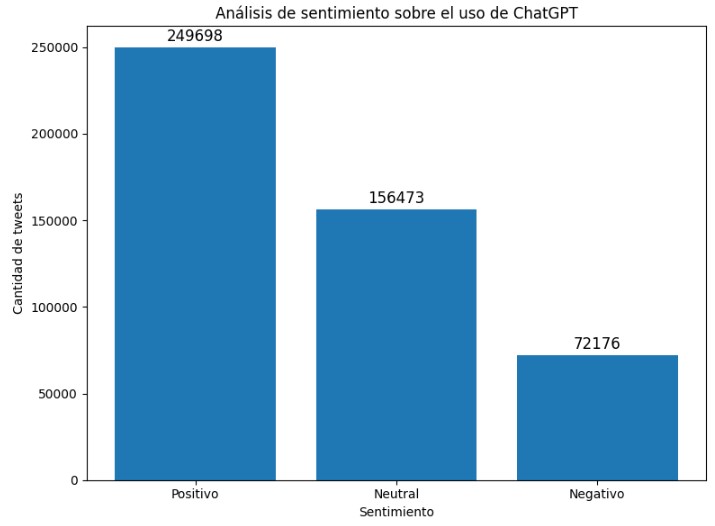 Análisis de sentimiento sobre el uso de ChatGPT
249698
250000
200000
156473
150000
Cantidad de tweets
100000
72176
50000
0
Positivo
Neutral
Negativo
Sentimiento